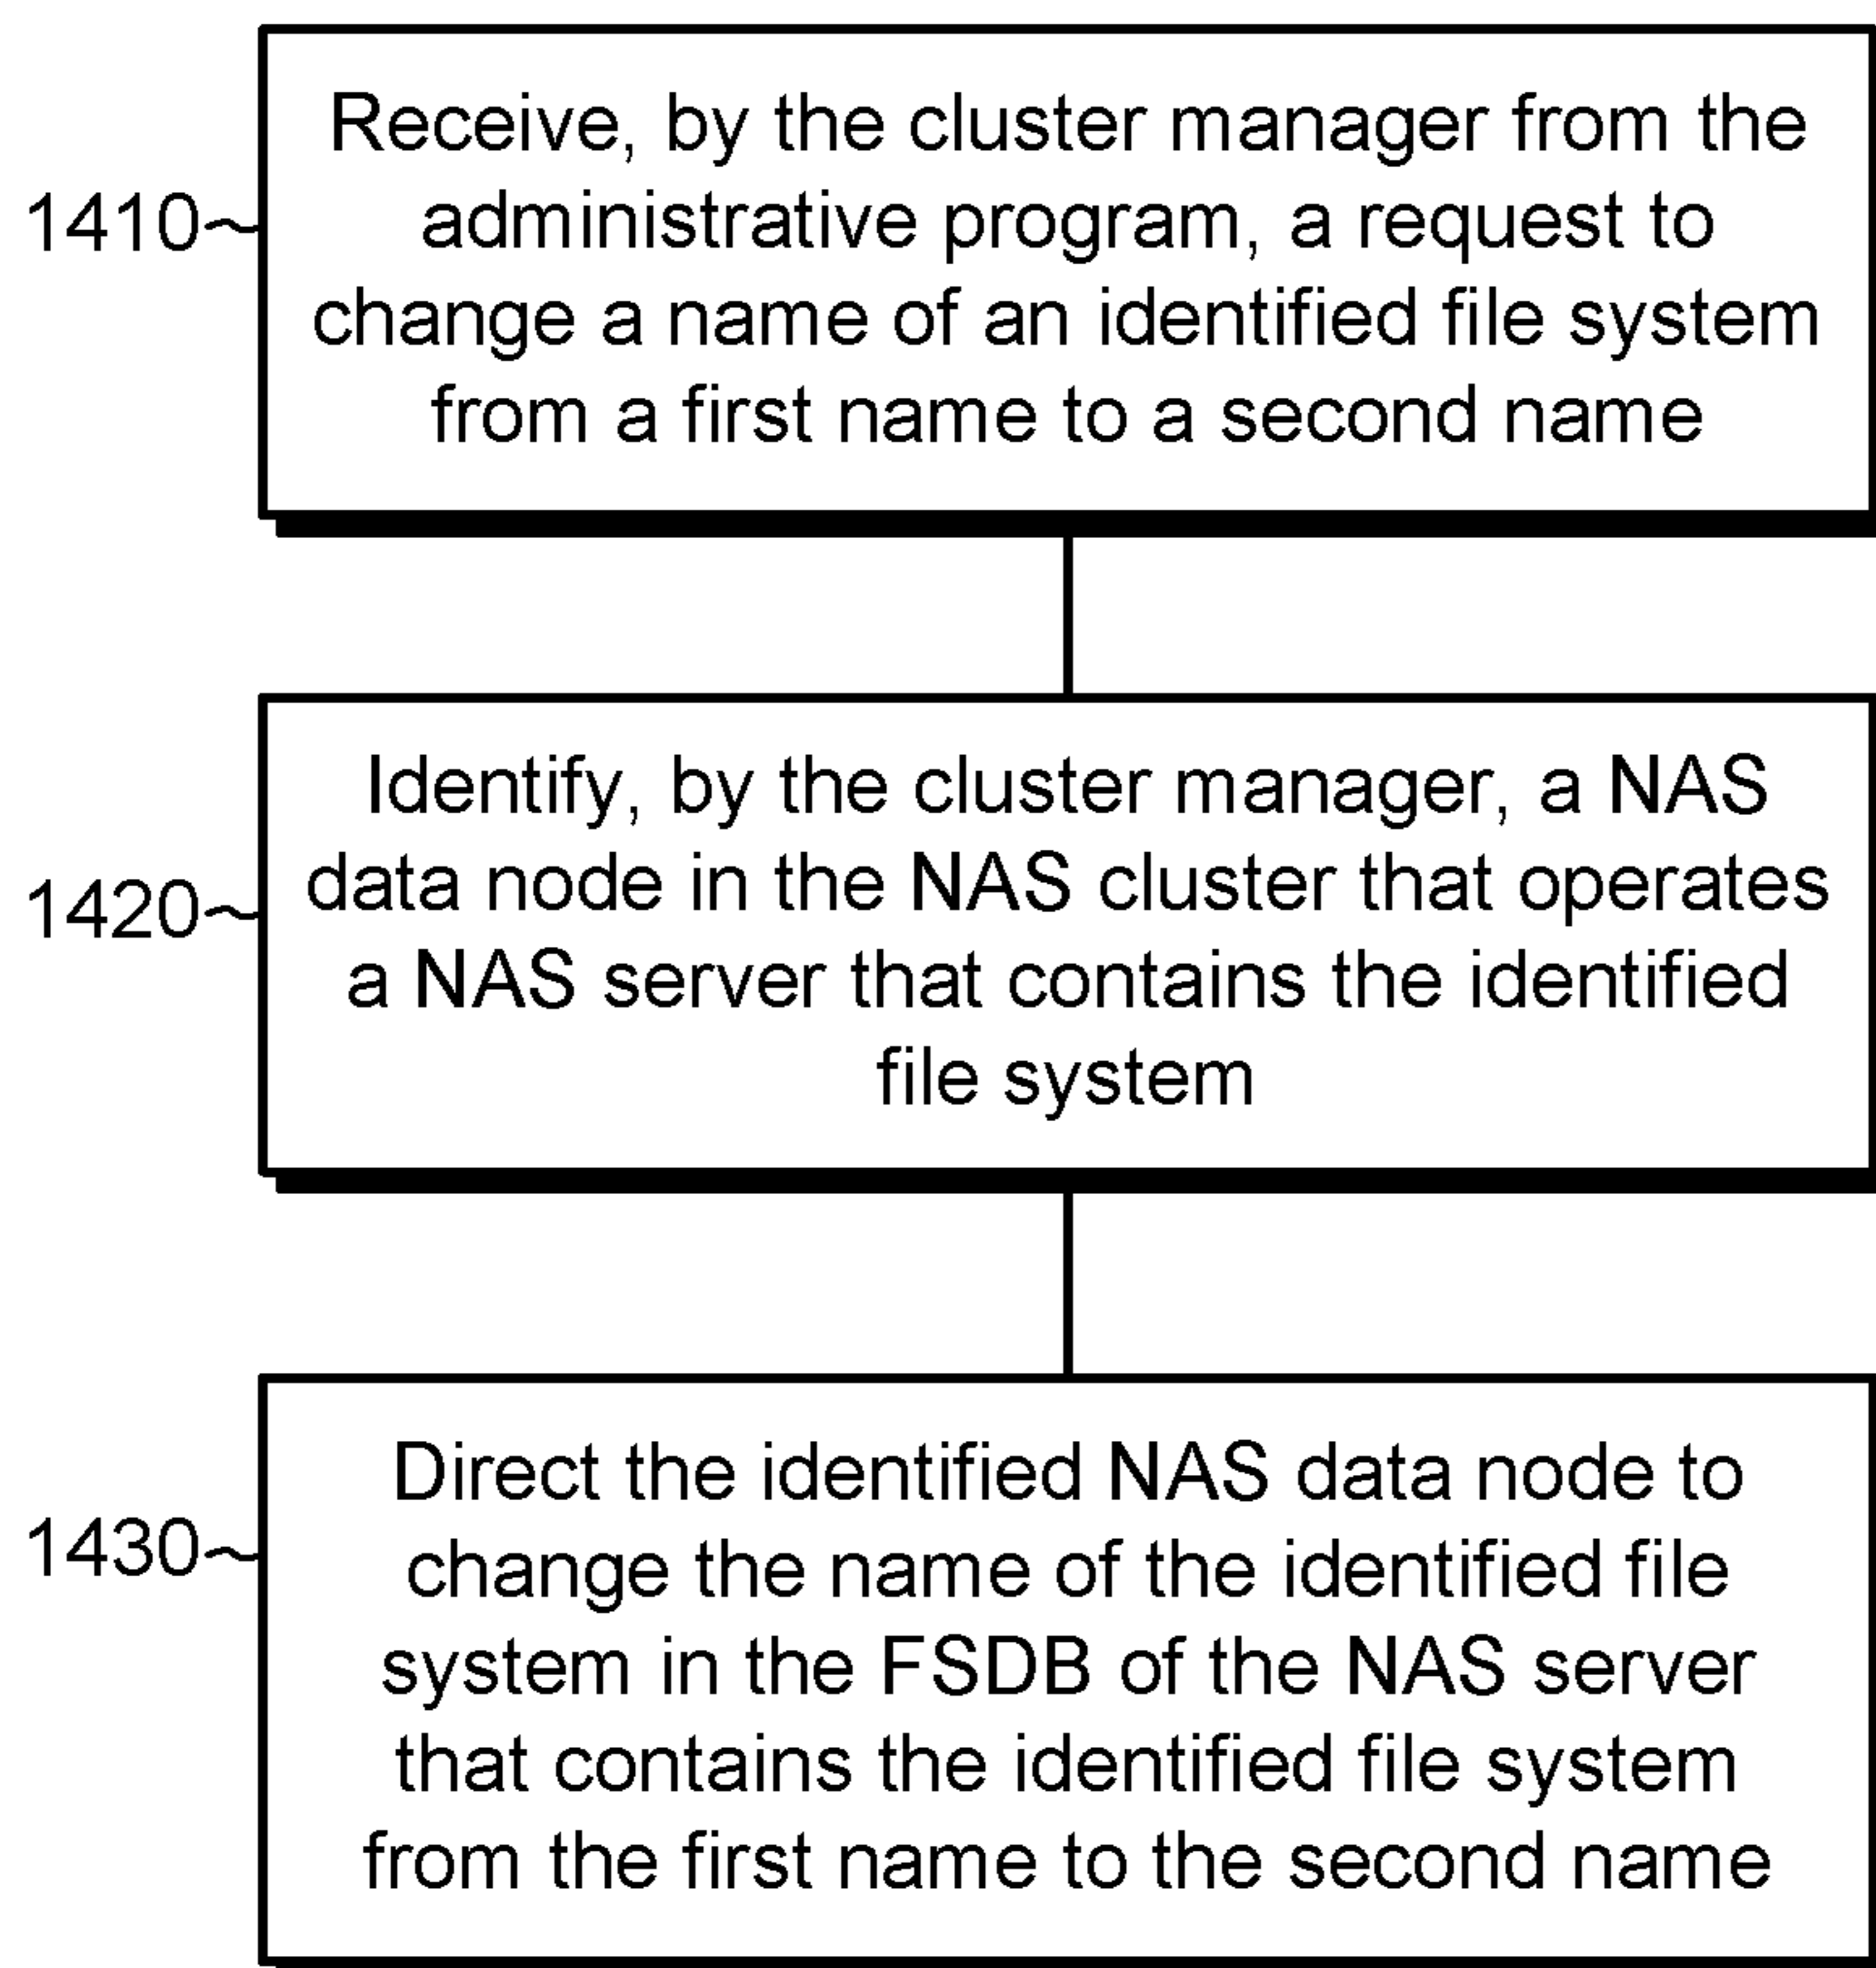 Receive, by the cluster manager from the
administrative program, a request to
change a name of an identified file system
from a first name to a second name
1410
Identify, by the cluster manager, a NAS
data node in the NAS cluster that operates
a NAS server that contains the identified
file system
1420
Direct the identified NAS data node to
change the name of the identified file
system in the FSDB of the NAS server
that contains the identified file system
from the first name to the second name
1430